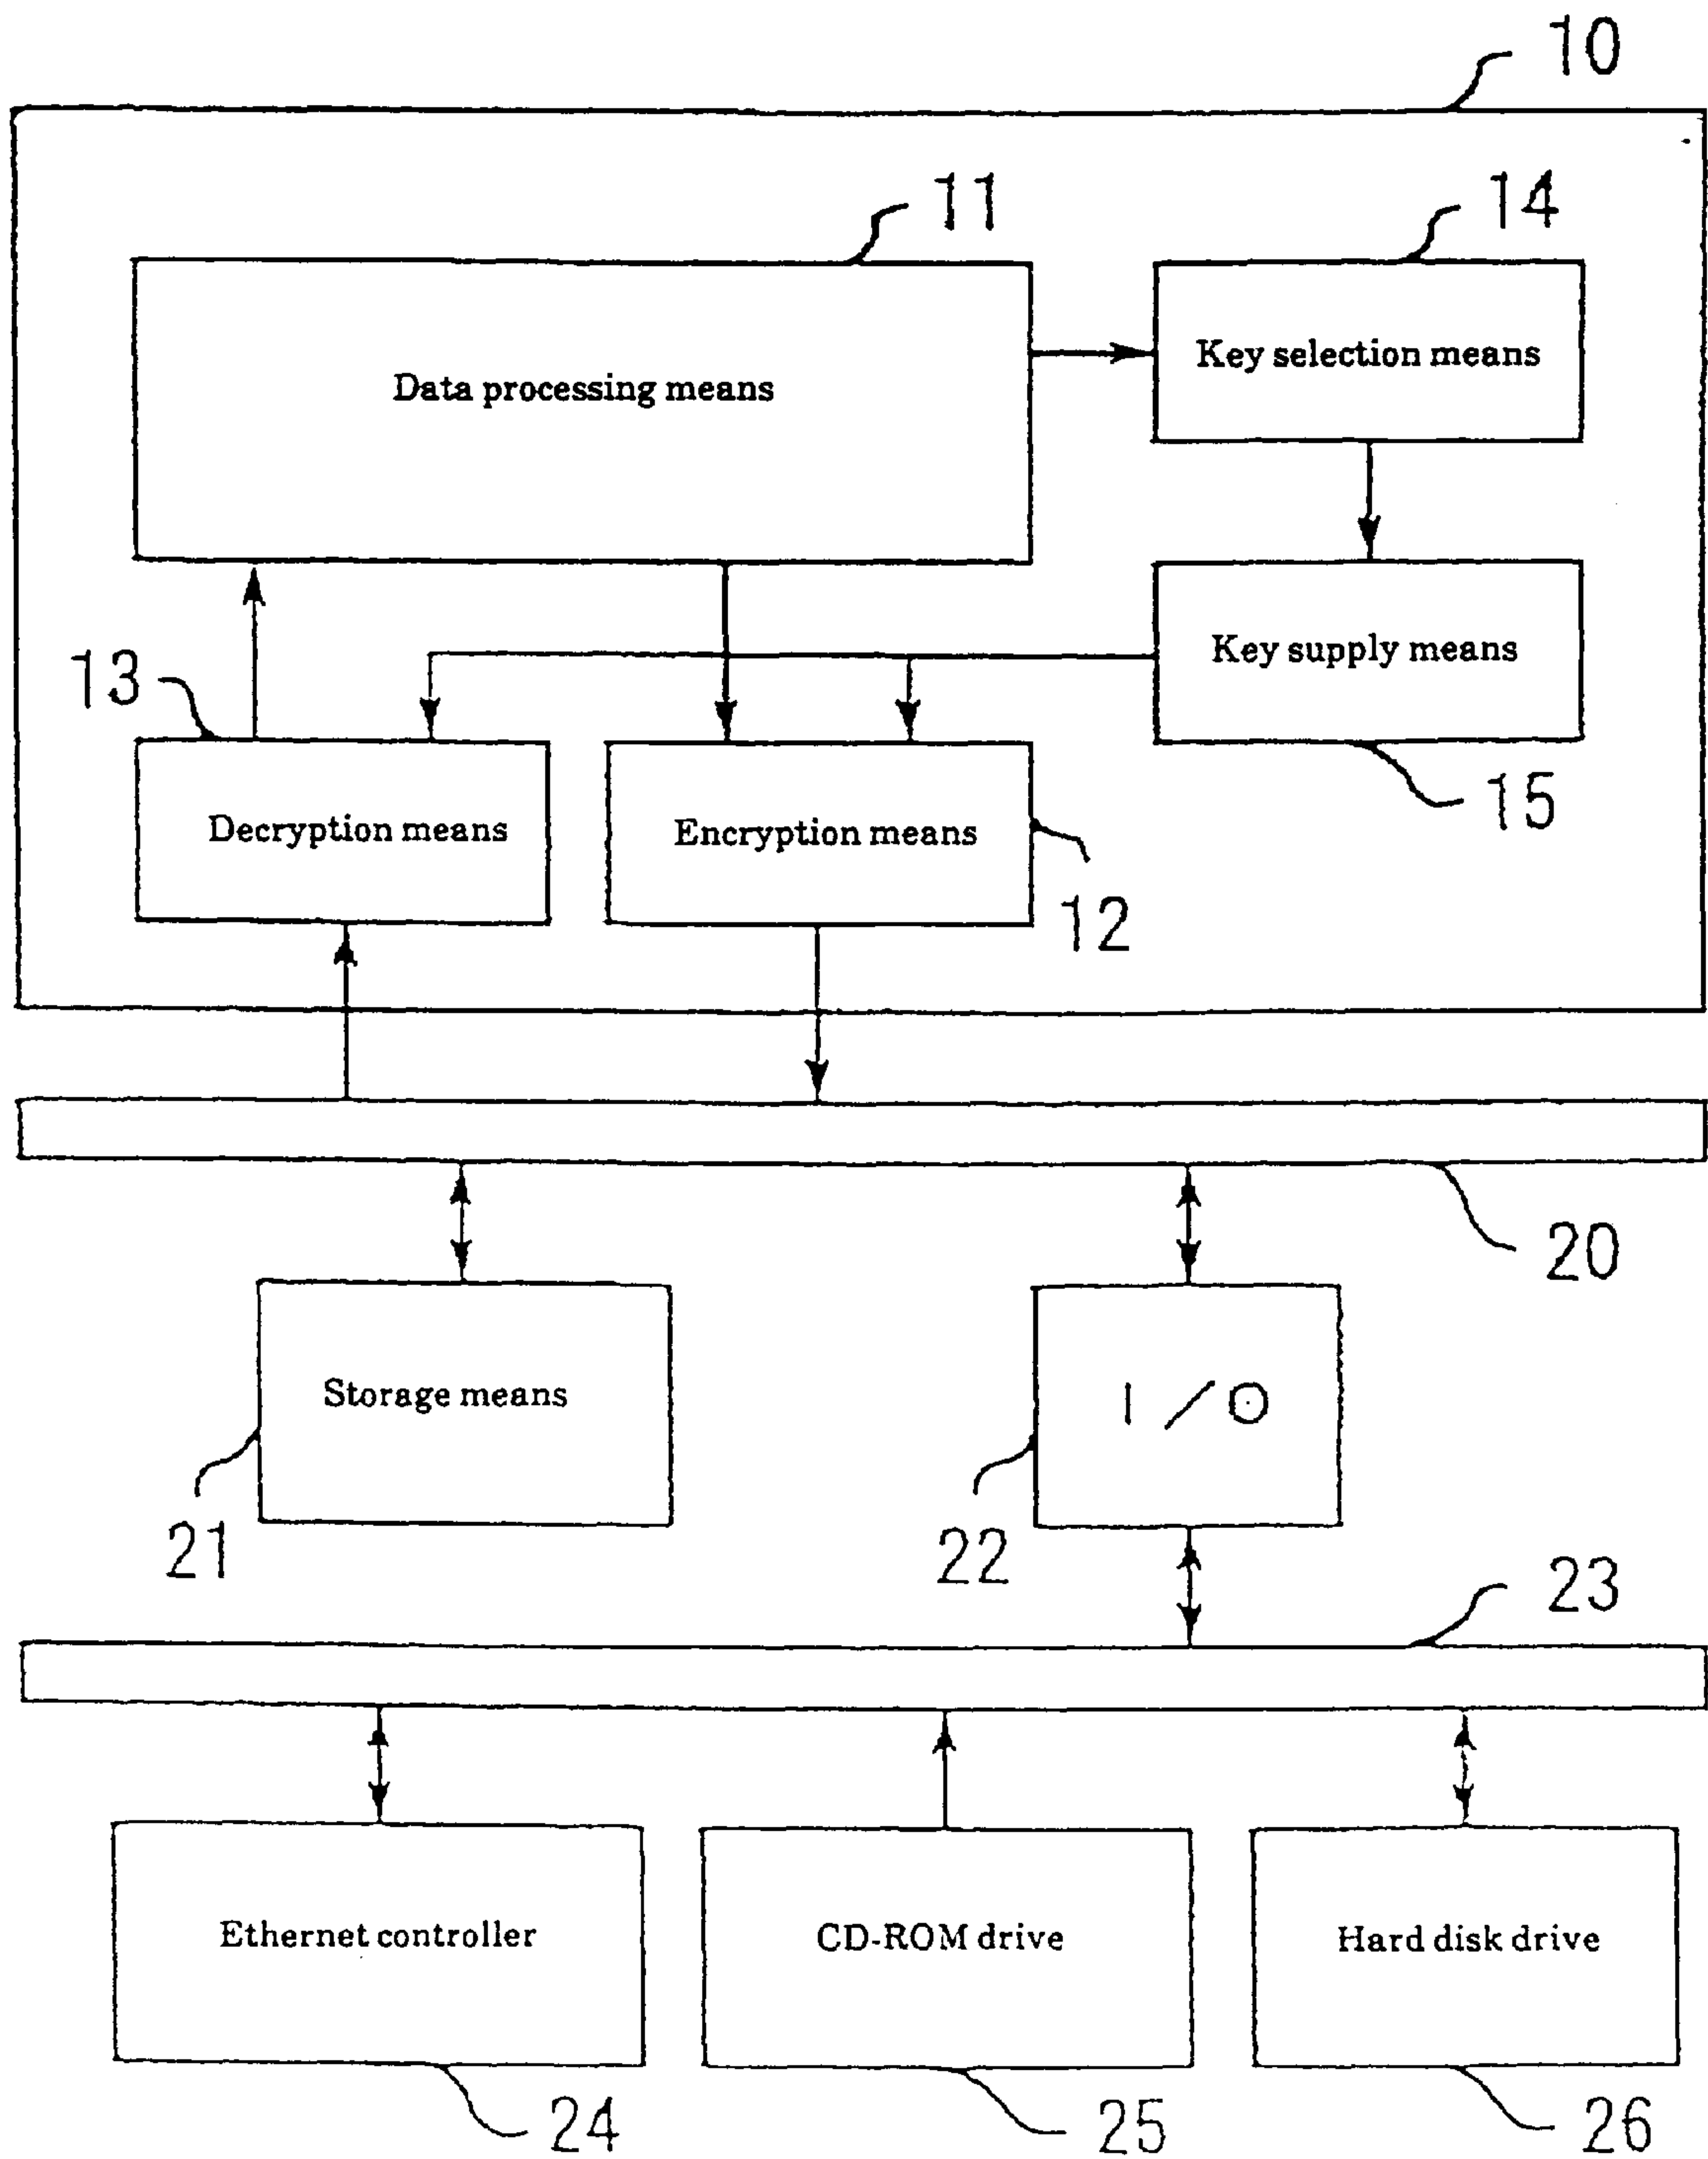 10
11
14
Data processing means
Key selection means
Key supply means
13
15
Decryption means
Encryption means
12
20
Storage means
I/O
21
22
23
Ethernet controller
CD-ROM drive
Hard disk drive
24
25
26